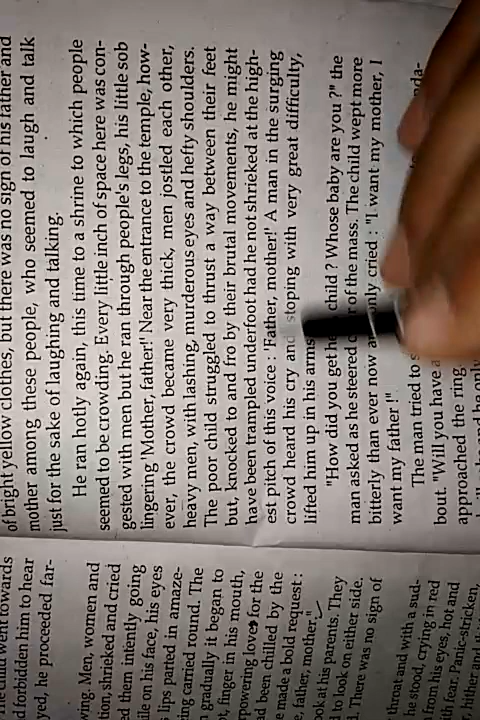 of bright yellow clothes, but there was no sign of his father and
mother among these people, who seemed to laugh and talk
just for the sake of laughing and talking.
He ran hotly again, this time to a shrine to which people
seemed to be crowding. Every little inch of space here was con-
gested with men but he ran through people's legs, his little sob
lingering 'Mother, father!' Near the entrance to the temple, how-
ever, the crowd became very thick, men jostled each other,
heavy men, with lashing, murderous eyes and hefty shoulders.
The poor child struggled to thrust a way between their feet
but, knocked to and fro by their brutal movements, he might
have been trampled underfoot had he not shrieked at the high-
est pitch of this voice : 'Father, mother!' A man in the surging
crowd heard his cry and stoping with very great difficulty,
lifted him up in his arms
"How did you get child ? Whose baby are you ?" the
man asked as he steered of the mass. The child wept more
bitterly than ever now only cried : "I want my mother, I
want my father !"
The man tried to
bout. "Will you have
approached the ring
went towards
d forbidden him to hear
yed, he proceeded far-
wing. Men, women and
tion, shrieked and cried
ed them intently going
ile on his face, his eyes
lips parted in amaze-
ing carried round. The
gradually it began to
t, finger in his mouth,
powering love for the
ad been chilled by the
e made a bold request :
e, father, mother."
ok at his parents. They
d to look on either side.
d. There was no sign of
throat and with a sud-
he stood, crying in red
from his eyes, hot and
th fear. Panic-stricken,
hither and